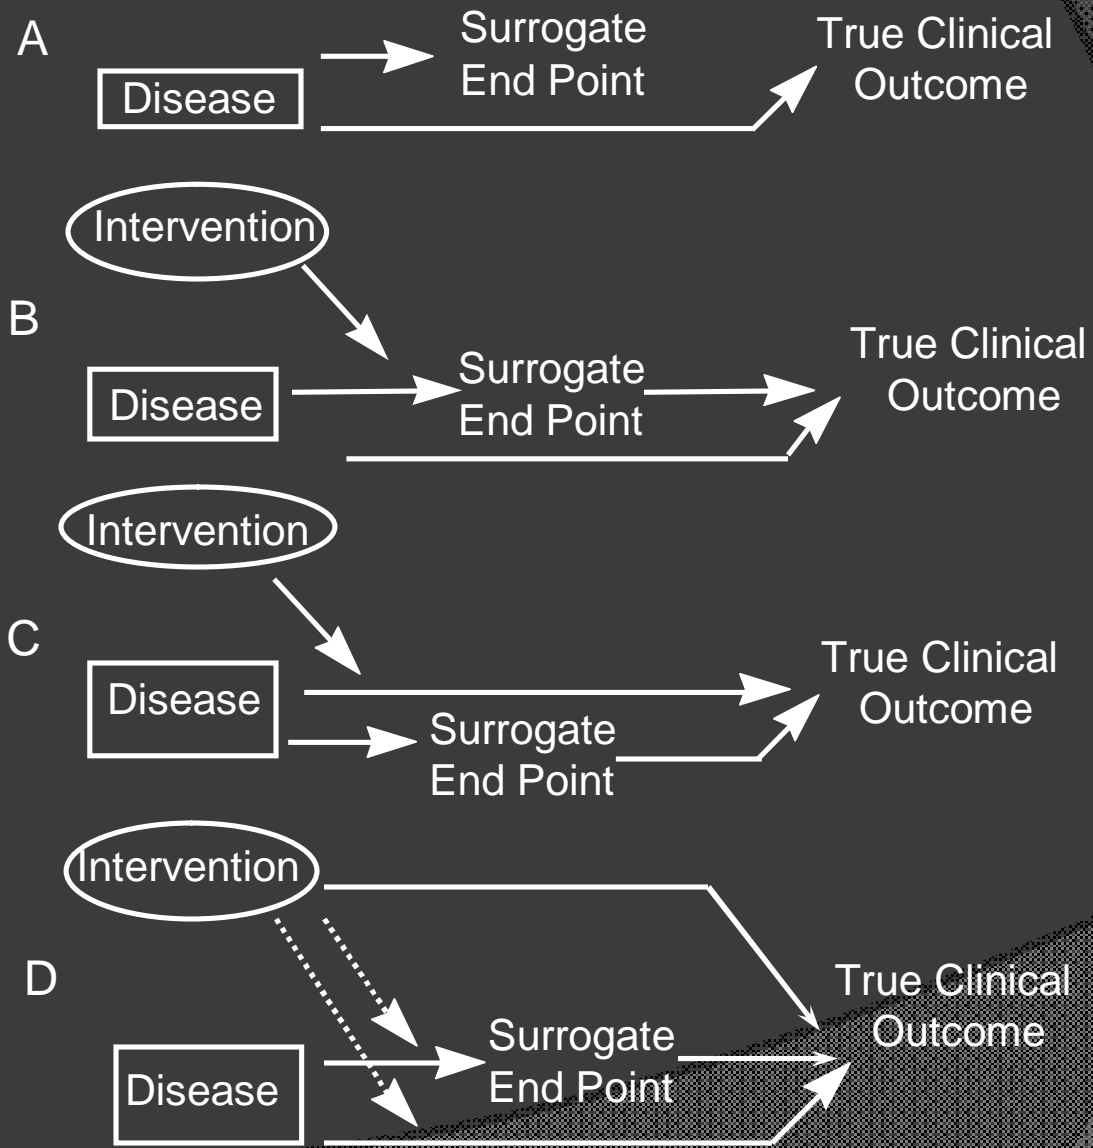 A
Surrogate
End Point
True Clinical
Outcome
Disease
Intervention
B
Disease
Surrogate
End Point
True Clinical
Outcome
Intervention
C
Disease
Surrogate
End Point
True Clinical
Outcome
Intervention
D
Disease
Surrogate
End Point
True Clinical
Outcome